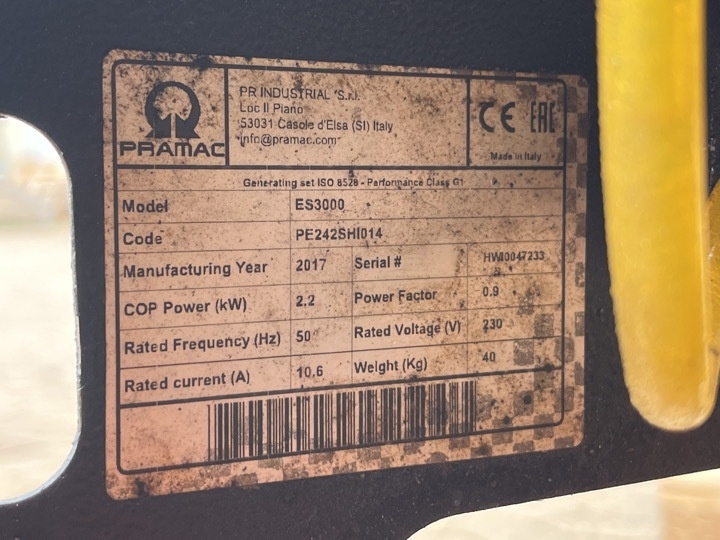 PRAMAC
PR INDUSTRIAL S.r.l.
Loc Il Piano
53031 Casole d'Elsa (SI) Italy
info@pramac.com
CE EAC
Made in Italy
Generating set ISO 8528 - Performance Class G1
Model ES3000
Code PE242SHI014
Manufacturing Year 2017 Serial # HWI0047233
COP Power (kW) 2.2 Power Factor 0.9
Rated Frequency (Hz) 50 Rated Voltage (V) 230
Rated current (A) 10.6 Weight (Kg) 40